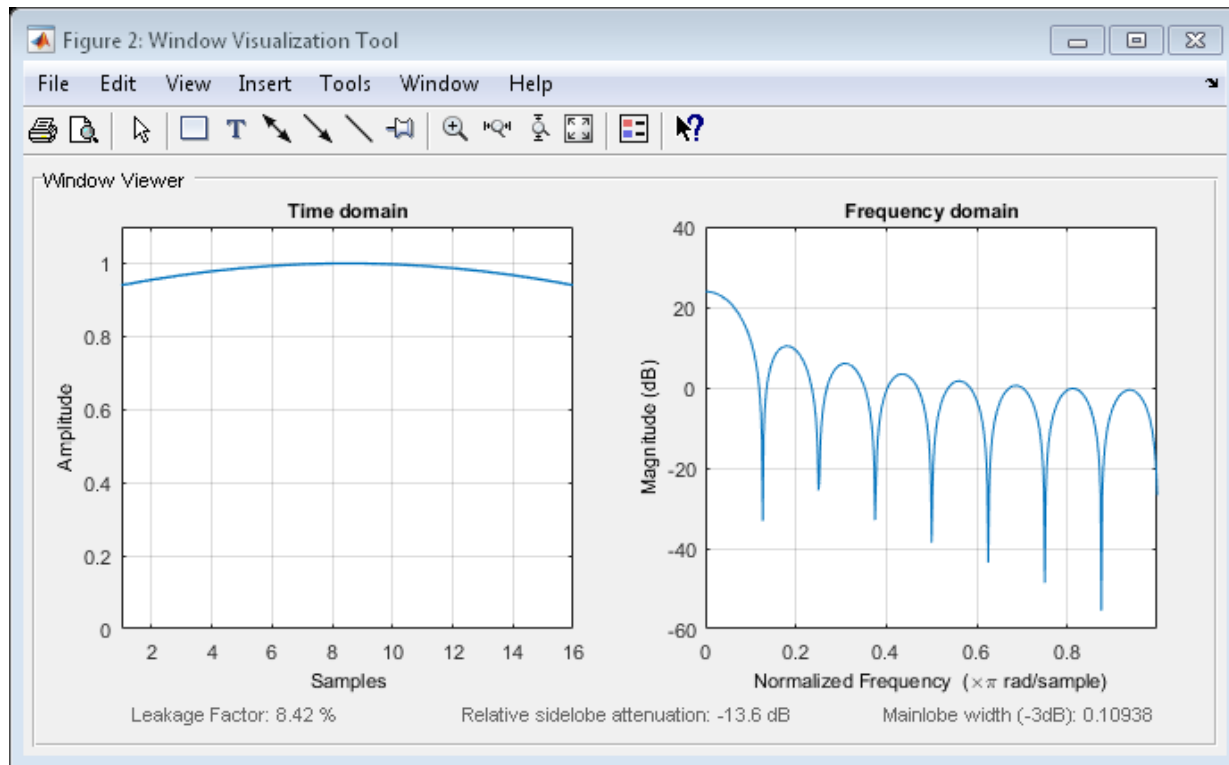 Figure 2: Window Visualization Tool
File Edit View Insert Tools Window Help
T
?
Window Viewer
Time domain
1
0.8
0.6
0.4
0.2
0
Amplitude
2 4 6 8 10 12 14 16
Samples
Frequency domain
40
20
0
-20
-40
-60
Magnitude (dB)
0 0.2 0.4 0.6 0.8
Normalized Frequency (×π rad/sample)
Leakage Factor: 8.42 % Relative sidelobe attenuation: -13.6 dB Mainlobe width (-3dB): 0.10938